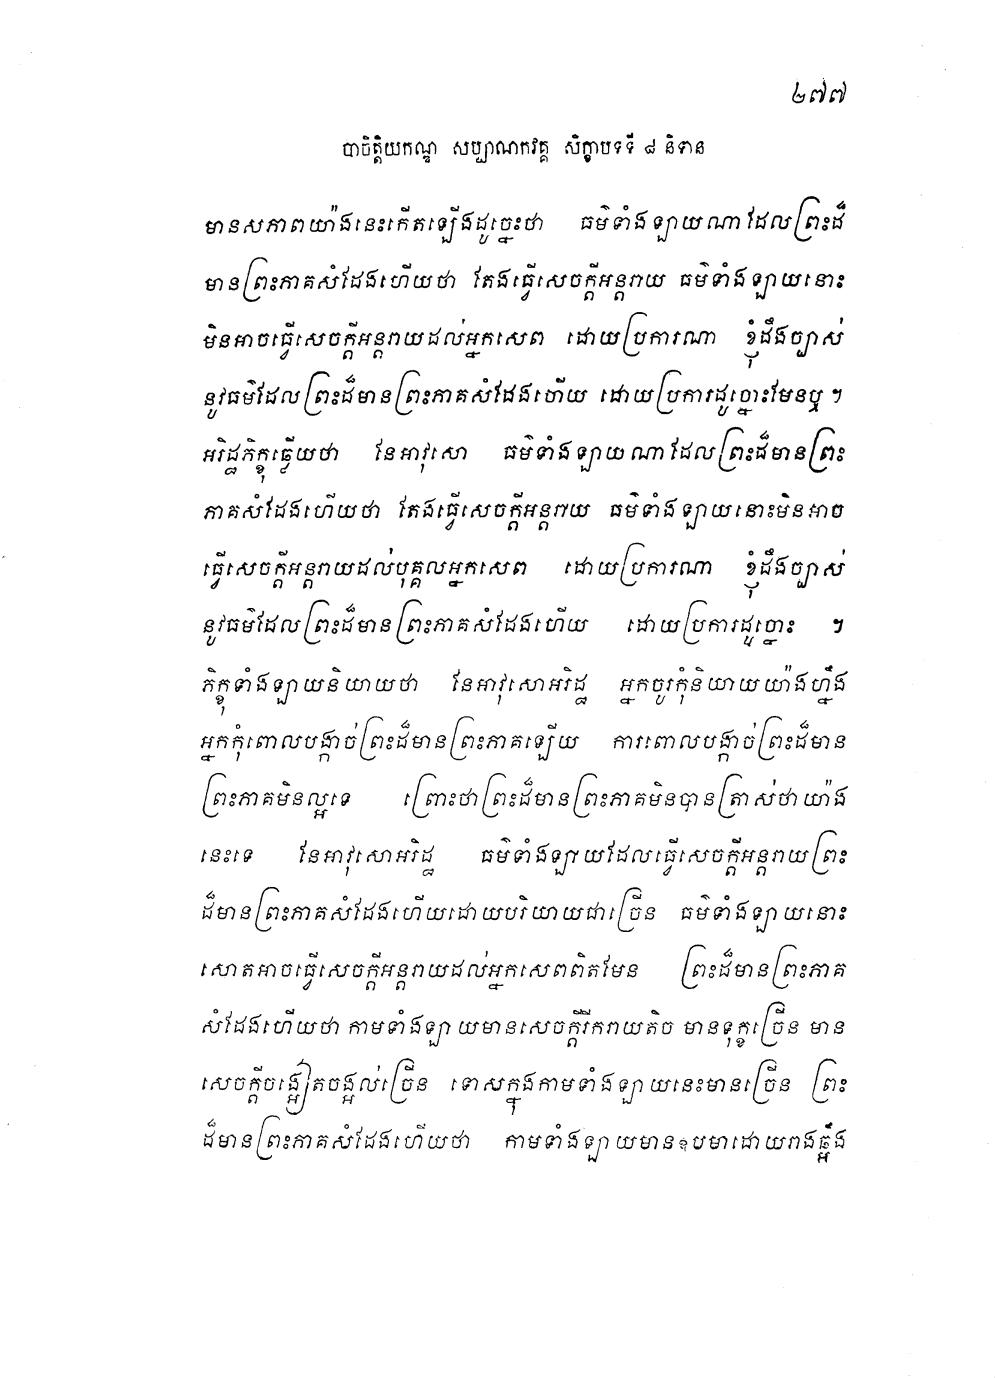 ២៧៧
បាចិត្តិយកណ្ឌ សប្បាណកវគ្គ សិក្ខាបទទី ៨ និទាន
មានសភាពយ៉ាងនេះកើតឡើងដូច្នេះថា ធម៌ទាំងឡាយណាដែលព្រះដ៏
មានព្រះភាគសំដែងហើយថា តែងធ្វើសេចក្តីអន្តរាយ ធម៌ទាំងឡាយនោះ
មិនអាចធ្វើសេចក្តីអន្តរាយដល់អ្នកសេព ដោយប្រការណា ខ្ញុំដឹងច្បាស់
នូវធម៌ដែលព្រះដ៏មានព្រះភាគសំដែងហើយ ដោយប្រការដូច្នោះមែនឬ ។
អរិដ្ឋភិក្ខុឆ្លើយថា នែអាវុសោ ធម៌ទាំងឡាយណាដែលព្រះដ៏មានព្រះ
ភាគសំដែងហើយថា តែងធ្វើសេចក្តីអន្តរាយ ធម៌ទាំងឡាយនោះមិនអាច
ធ្វើសេចក្តីអន្តរាយដល់បុគ្គលអ្នកសេព ដោយប្រការណា ខ្ញុំដឹងច្បាស់
នូវធម៌ដែលព្រះដ៏មានព្រះភាគសំដែងហើយ ដោយប្រការដូច្នោះ ។
ភិក្ខុទាំងឡាយនិយាយថា នែអាវុសោអរិដ្ឋ អ្នកចូរកុំនិយាយយ៉ាងហ្នឹង
អ្នកកុំពោលបង្កាច់ព្រះដ៏មានព្រះភាគឡើយ ការពោលបង្កាច់ព្រះដ៏មាន
ព្រះភាគមិនល្អទេ ព្រោះថាព្រះដ៏មានព្រះភាគមិនបានត្រាស់ថាយ៉ាង
នេះទេ នែអាវុសោអរិដ្ឋ ធម៌ទាំងឡាយដែលធ្វើសេចក្តីអន្តរាយព្រះ
ដ៏មានព្រះភាគសំដែងហើយដោយបរិយាយជាច្រើន ធម៌ទាំងឡាយនោះ
សោតអាចធ្វើសេចក្តីអន្តរាយដល់អ្នកសេពពិតមែន ព្រះដ៏មានព្រះភាគ
សំដែងហើយថា កាមទាំងឡាយមានសេចក្តីរីករាយតិច មានទុក្ខច្រើន មាន
សេចក្តីចង្អៀតចង្អល់ច្រើន ទោសក្នុងកាមទាំងឡាយនេះមានច្រើន ព្រះ
ដ៏មានព្រះភាគសំដែងហើយថា កាមទាំងឡាយមានឧបមាដោយរាងឆ្អឹង